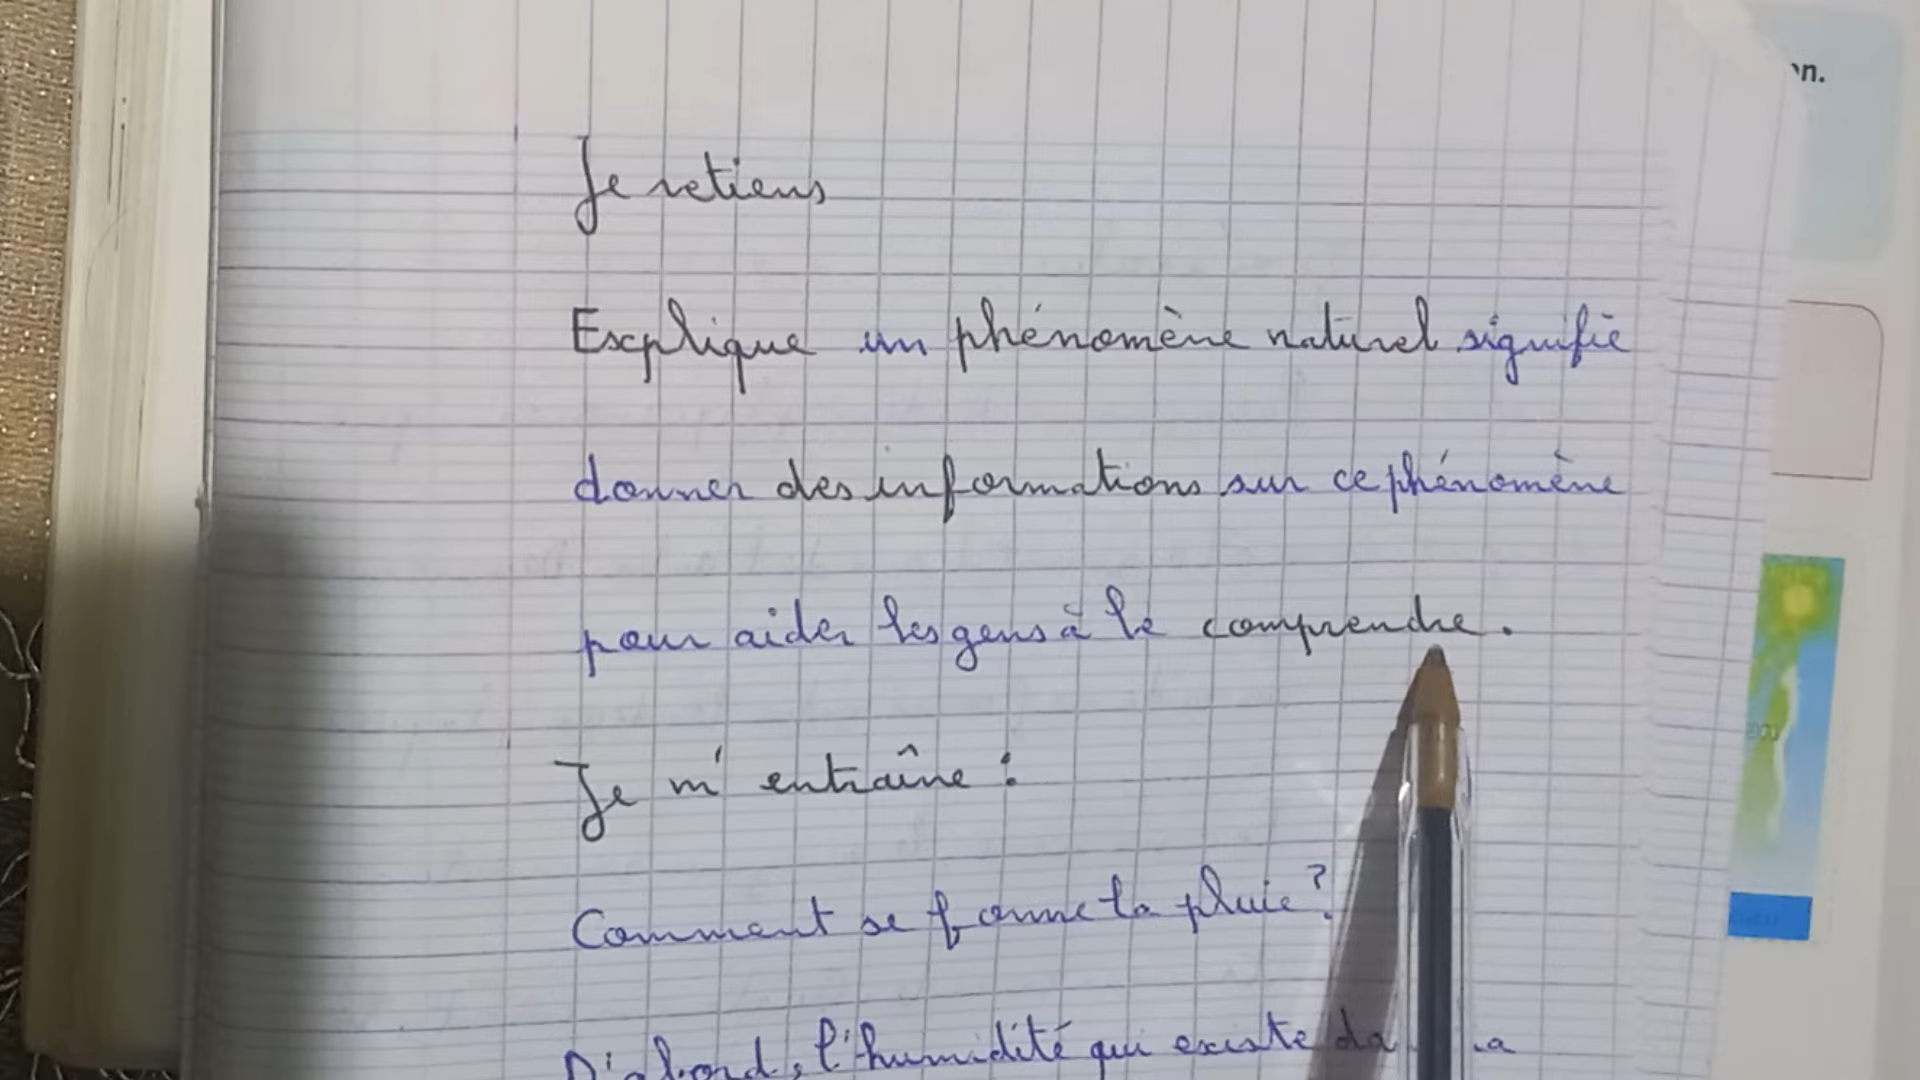 Je retiens
Explique un phénomène naturel signifie
donner des informations sur ce phénomène
pour aider les gens à le comprendre.
Je m'entraîne :
Comment se forme la pluie ?
D'abord, l'humidité qui existe